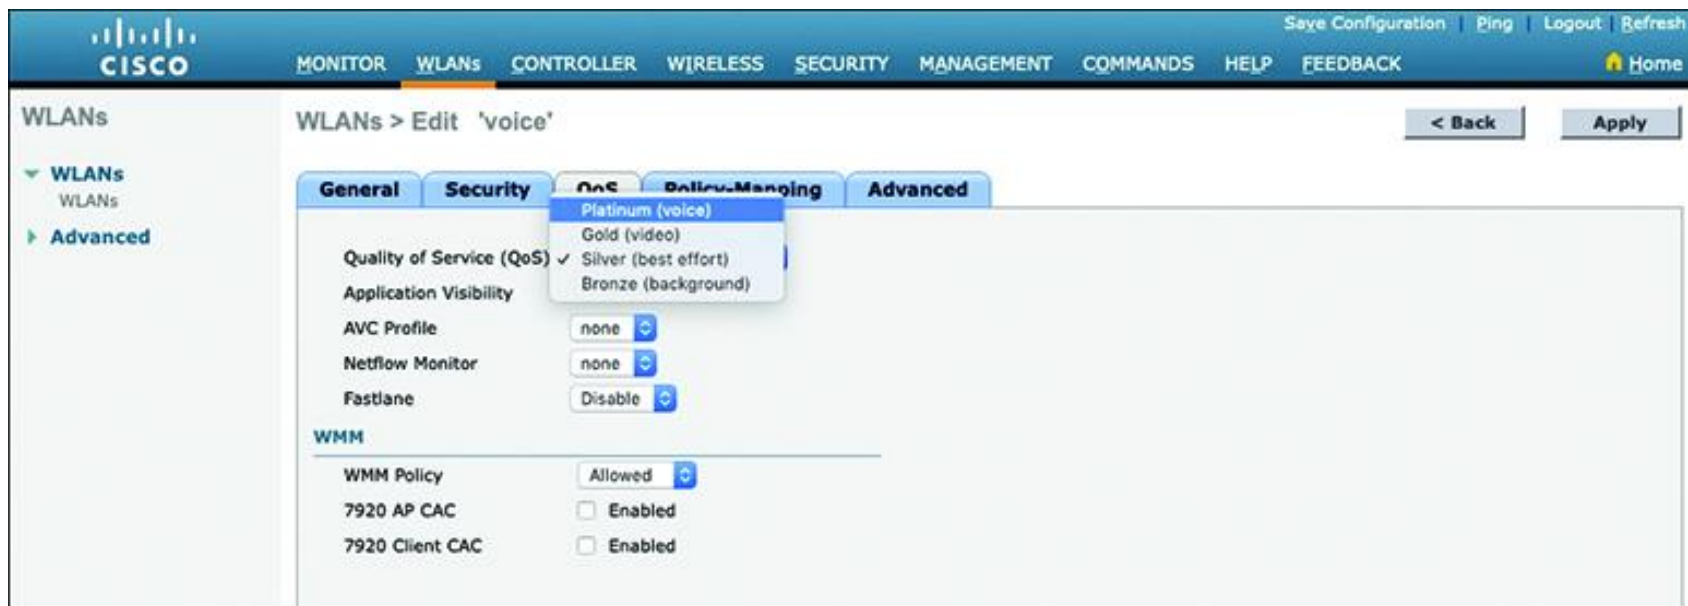 Save Configuration | Ping | Logout | Refresh
CISCO
MONITOR WLANs CONTROLLER WIRELESS SECURITY MANAGEMENT COMMANDS HELP FEEDBACK Home
WLANs
WLANs > Edit 'voice'
< Back
Apply
WLANs
WLANs
Advanced
General Security QoS Policy-Mapping Advanced
Platinum (voice)
Gold (video)
Quality of Service (QoS) ✓ Silver (best effort)
Bronze (background)
Application Visibility
AVC Profile none
Netflow Monitor none
Fastlane Disable
WMM
WMM Policy Allowed
7920 AP CAC Enabled
7920 Client CAC Enabled